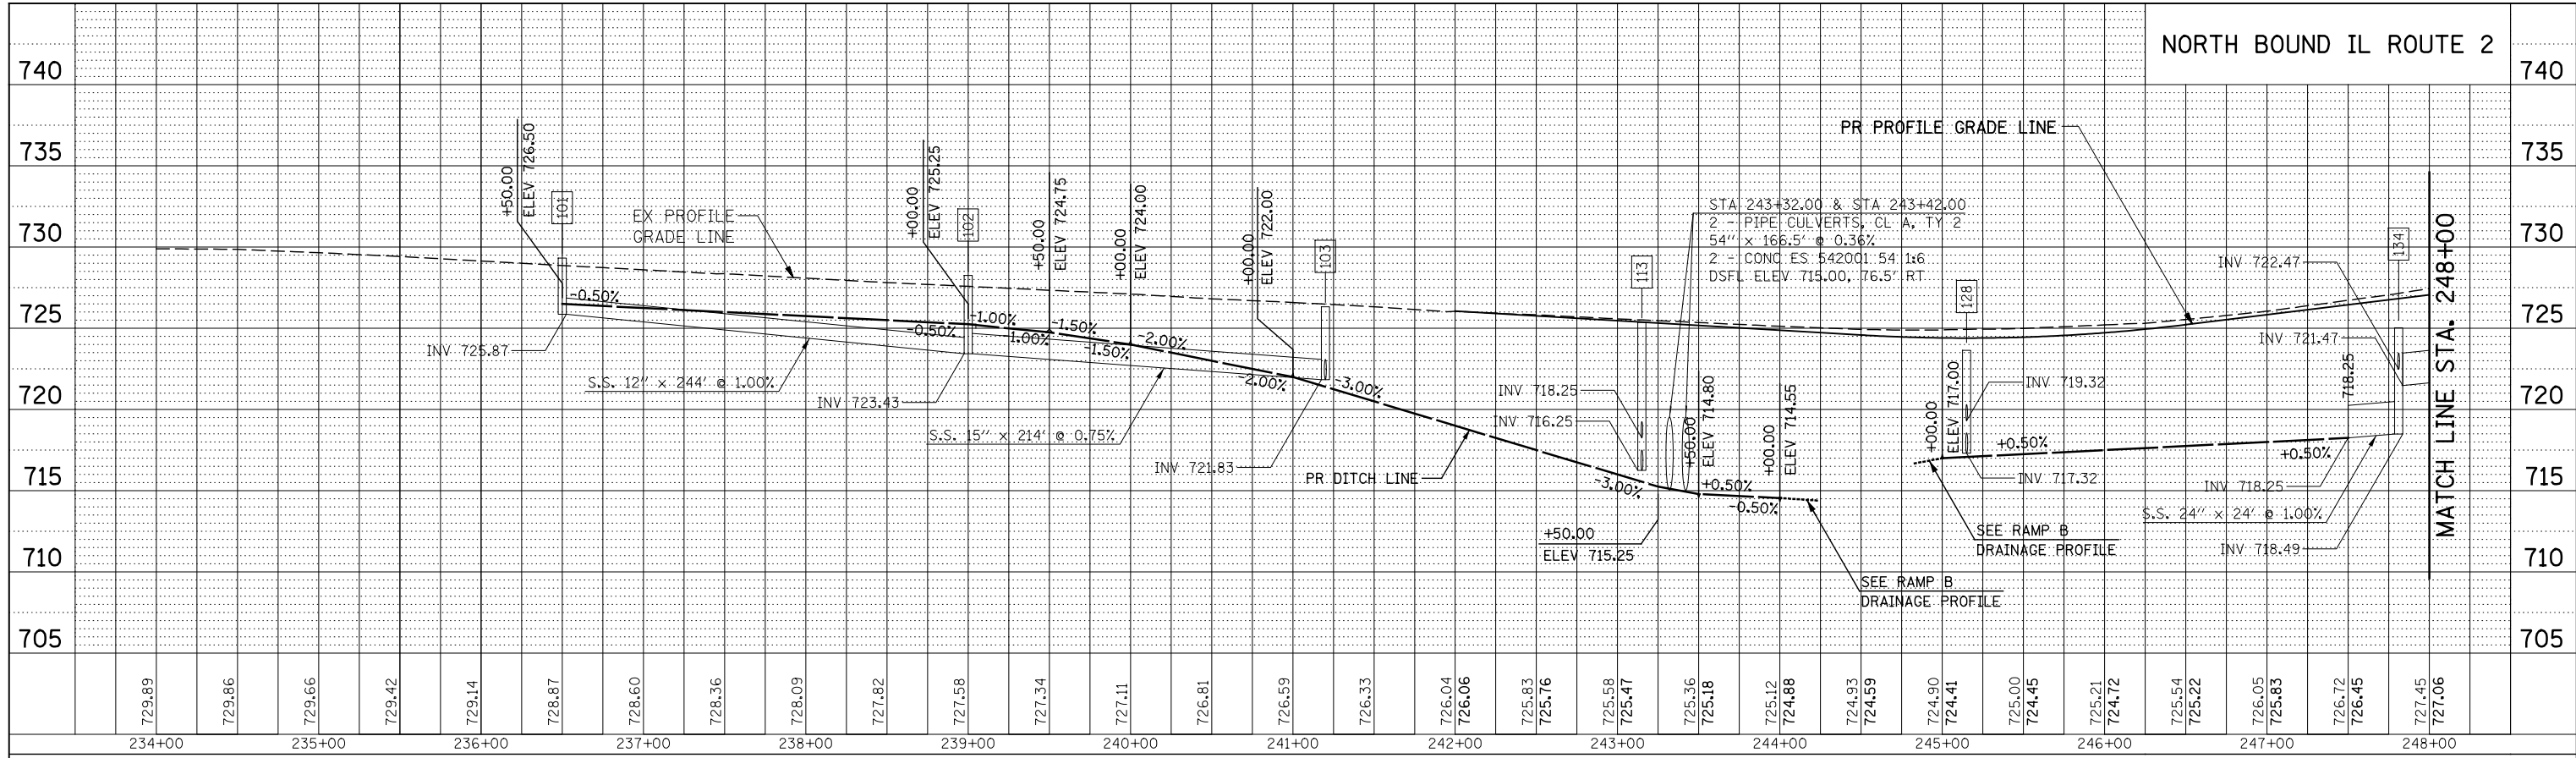 NORTH BOUND IL ROUTE 2
740
740
735
735
730
730
725
725
720
720
715
715
710
710
705
705
+50.00
ELEV 726.50
101
EX PROFILE
GRADE LINE
+00.00
ELEV 725.25
102
+50.00
ELEV 724.75
+00.00
ELEV 724.00
+00.00
ELEV 722.00
103
113
STA 243+32.00 & STA 243+42.00
2 - PIPE CULVERTS, CL A, TY 2
54" x 166.5' @ 0.36%
2 - CONC ES 542001 54 1:6
DSFL ELEV 715.00, 76.5' RT
PR PROFILE GRADE LINE
128
134
INV 722.47
INV 721.47
718.25
MATCH LINE STA. 248+00
-0.50%
-0.50%
-1.00%
1.00%
-1.50%
-1.50%
-2.00%
-2.00%
-3.00%
INV 725.87
S.S. 12" x 244' @ 1.00%
INV 723.43
S.S. 15" x 214' @ 0.75%
INV 721.83
PR DITCH LINE
INV 718.25
INV 716.25
-3.00%
+50.00
ELEV 714.80
+0.50%
-0.50%
+00.00
ELEV 714.55
+50.00
ELEV 715.25
SEE RAMP B
DRAINAGE PROFILE
+00.00
ELEV 717.00
INV 719.32
+0.50%
INV 717.32
SEE RAMP B
DRAINAGE PROFILE
+0.50%
INV 718.25
S.S. 24" x 24' @ 1.00%
INV 718.49
729.89
729.86
729.66
729.42
729.14
728.87
728.60
728.36
728.09
727.82
727.58
727.34
727.11
726.81
726.59
726.33
726.04
726.06
725.83
725.76
725.58
725.47
725.36
725.18
725.12
724.88
724.93
724.59
724.90
724.41
725.00
724.45
725.21
724.72
725.54
725.22
726.05
725.83
726.72
726.45
727.45
727.06
234+00
235+00
236+00
237+00
238+00
239+00
240+00
241+00
242+00
243+00
244+00
245+00
246+00
247+00
248+00